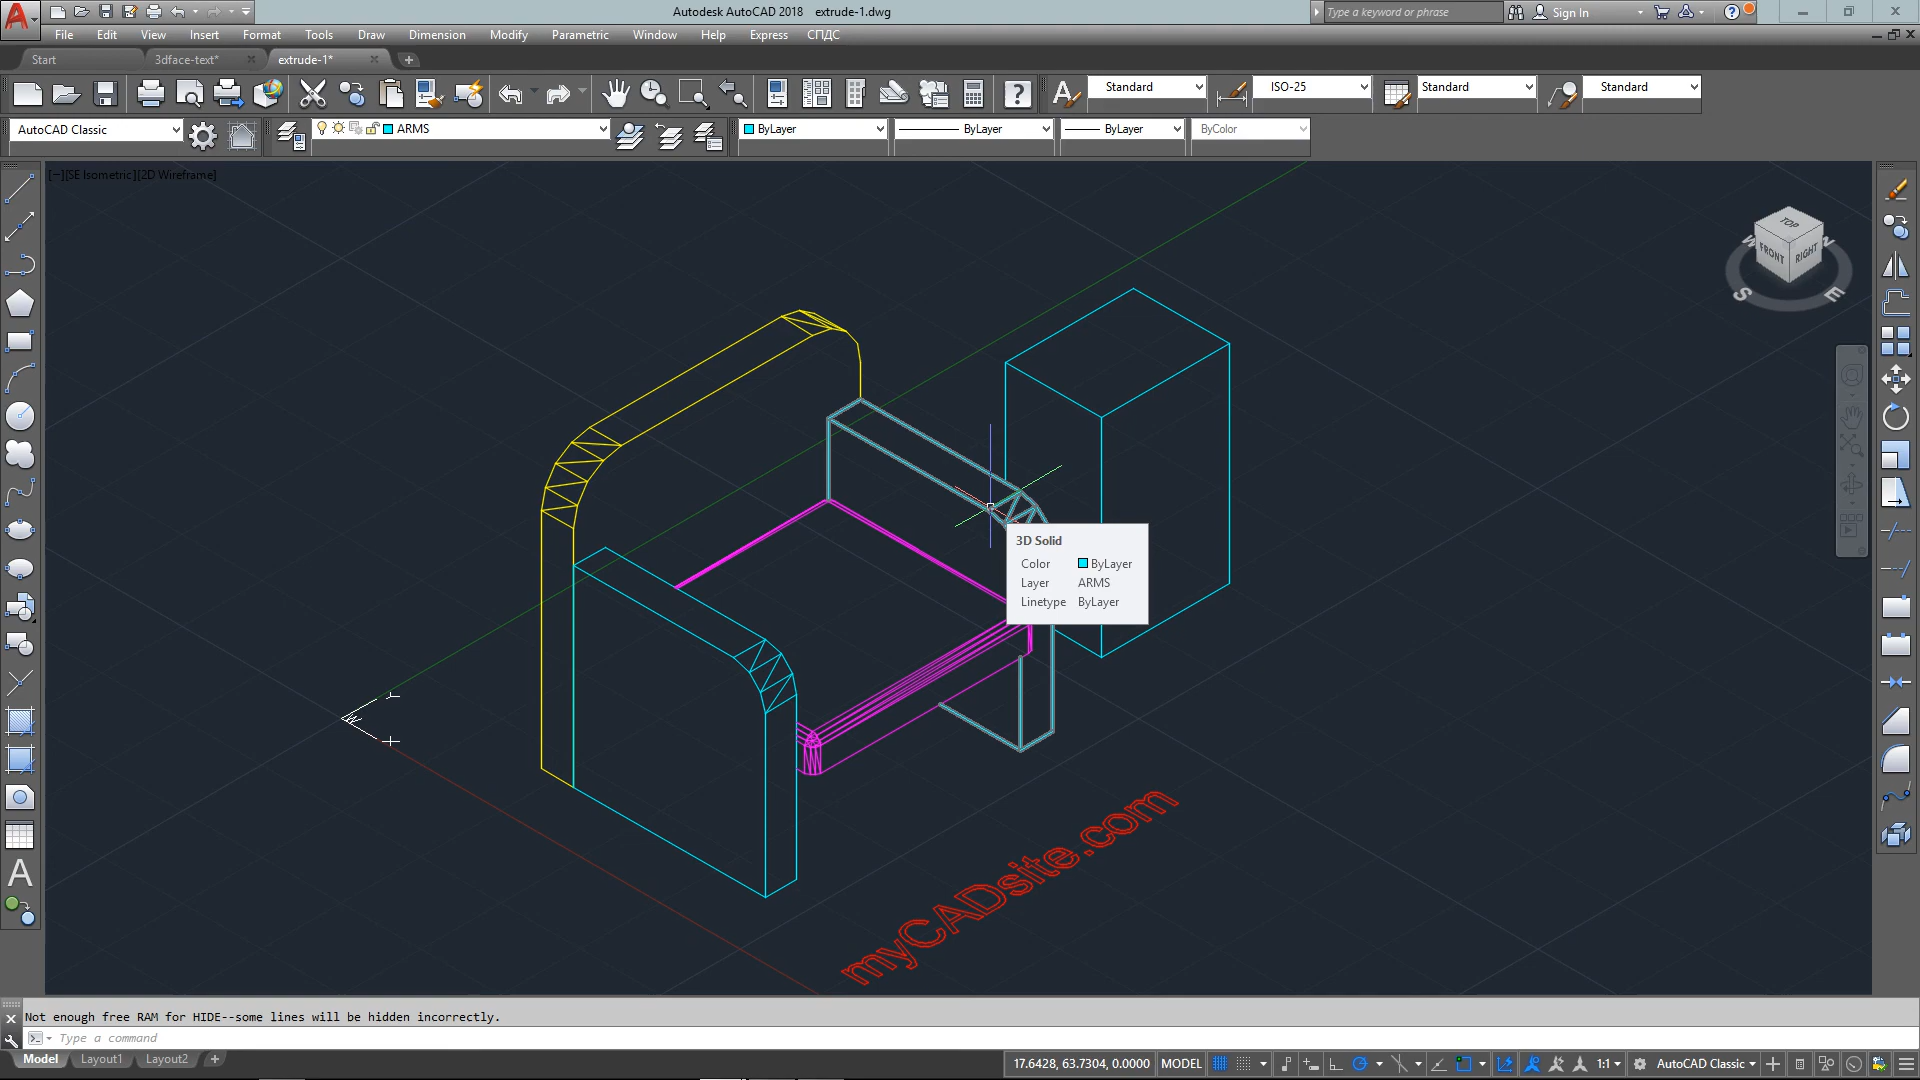 Autodesk AutoCAD 2018 extrude-1.dwg
Type a keyword or phrase
Sign In
File Edit View Insert Format Tools Draw Dimension Modify Parametric Window Help Express СПДС
Start 3dface-text* extrude-1*
Standard ISO-25 Standard Standard
AutoCAD Classic ARMS ByLayer ByLayer ByLayer ByColor
[−][SE Isometric][2D Wireframe]
TOP
FRONT RIGHT
S E
3D Solid
Color ByLayer
Layer ARMS
Linetype ByLayer
myCADsite.com
Not enough free RAM for HIDE--some lines will be hidden incorrectly.
Type a command
Model Layout1 Layout2
17.6428, 63.7304, 0.0000 MODEL 1:1 AutoCAD Classic